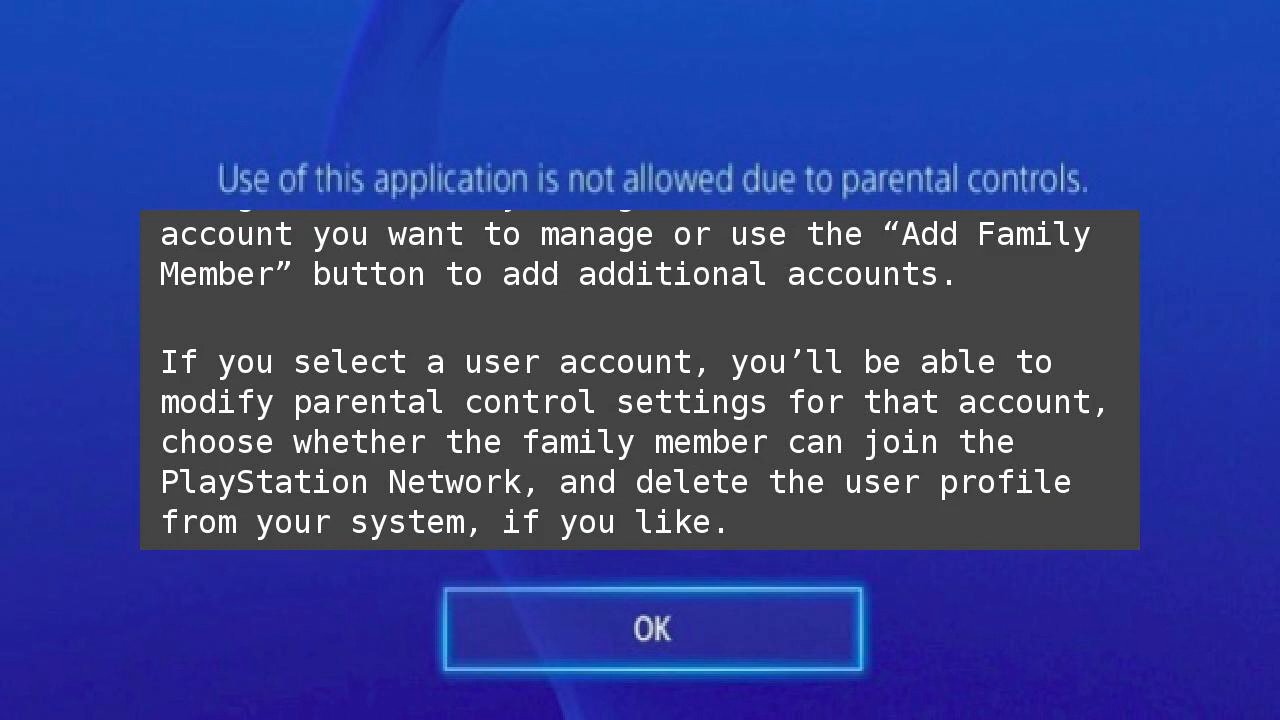 Use of this application is not allowed due to parental controls.
account you want to manage or use the “Add Family
Member” button to add additional accounts.
If you select a user account, you’ll be able to
modify parental control settings for that account,
choose whether the family member can join the
PlayStation Network, and delete the user profile
from your system, if you like.
OK